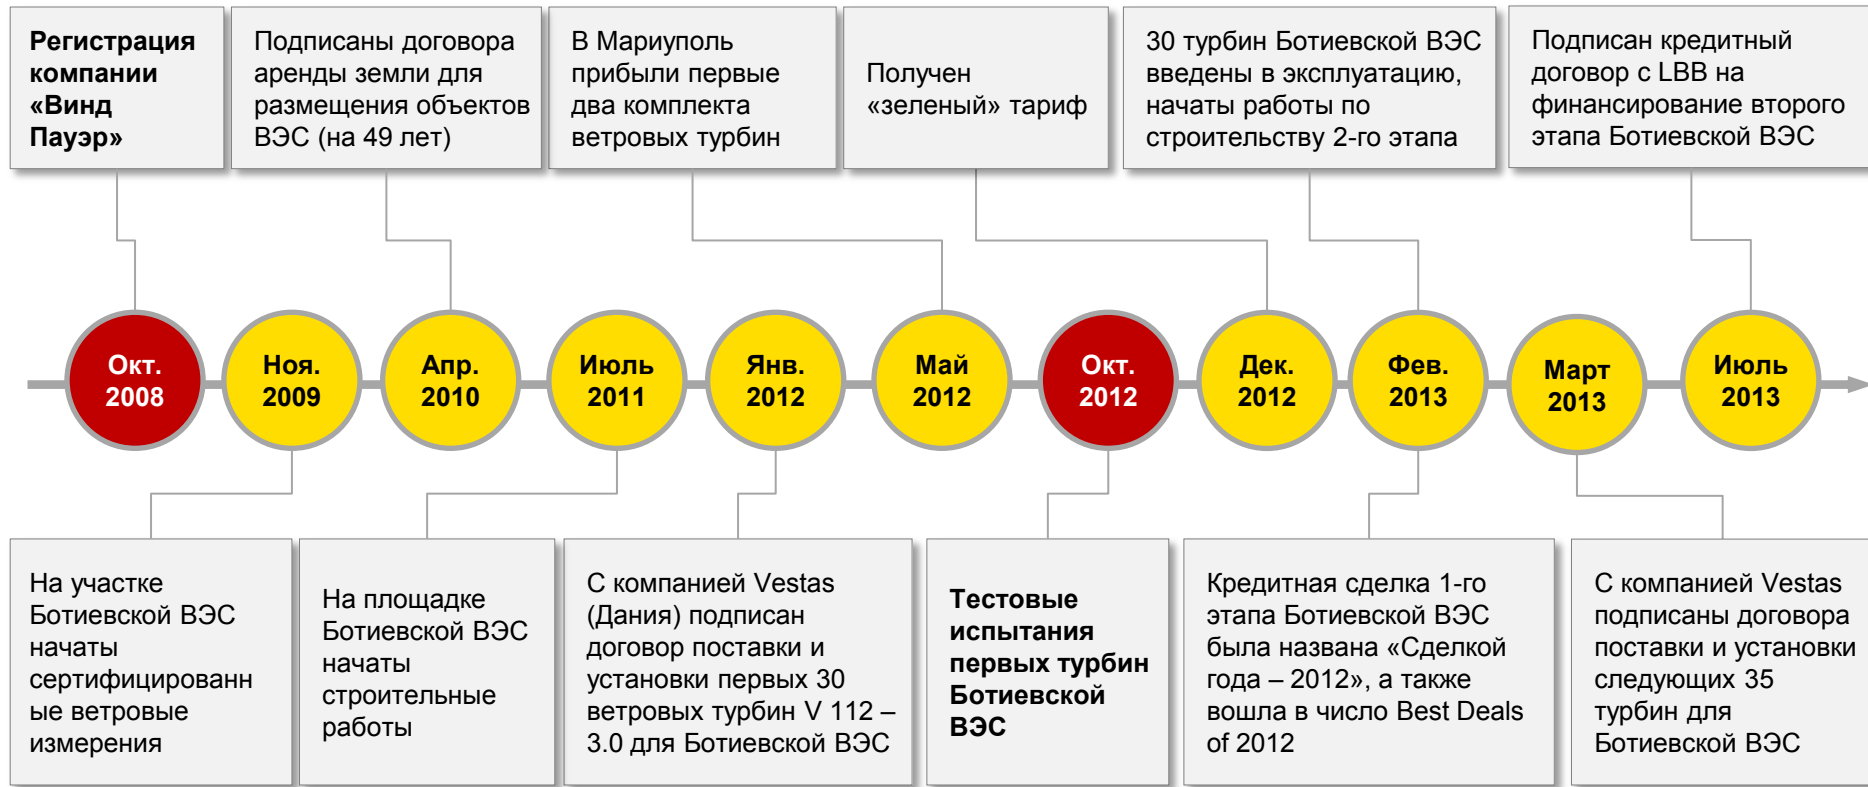 Регистрация
компании
«Винд
Пауэр»
Подписаны договора
аренды земли для
размещения объектов
ВЭС (на 49 лет)
В Мариуполь
прибыли первые
два комплекта
ветровых турбин
Получен
«зеленый» тариф
30 турбин Ботиевской ВЭС
введены в эксплуатацию,
начаты работы по
строительству 2-го этапа
Подписан кредитный
договор с LBB на
финансирование второго
этапа Ботиевской ВЭС
Окт.
2008
Ноя.
2009
Апр.
2010
Июль
2011
Янв.
2012
Май
2012
Окт.
2012
Дек.
2012
Фев.
2013
Март
2013
Июль
2013
На участке
Ботиевской ВЭС
начаты
сертифицированн
ые ветровые
измерения
На площадке
Ботиевской ВЭС
начаты
строительные
работы
С компанией Vestas
(Дания) подписан
договор поставки и
установки первых 30
ветровых турбин V 112 –
3.0 для Ботиевской ВЭС
Тестовые
испытания
первых турбин
Ботиевской
ВЭС
Кредитная сделка 1-го
этапа Ботиевской ВЭС
была названа «Сделкой
года – 2012», а также
вошла в число Best Deals
of 2012
С компанией Vestas
подписаны договора
поставки и установки
следующих 35
турбин для
Ботиевской ВЭС